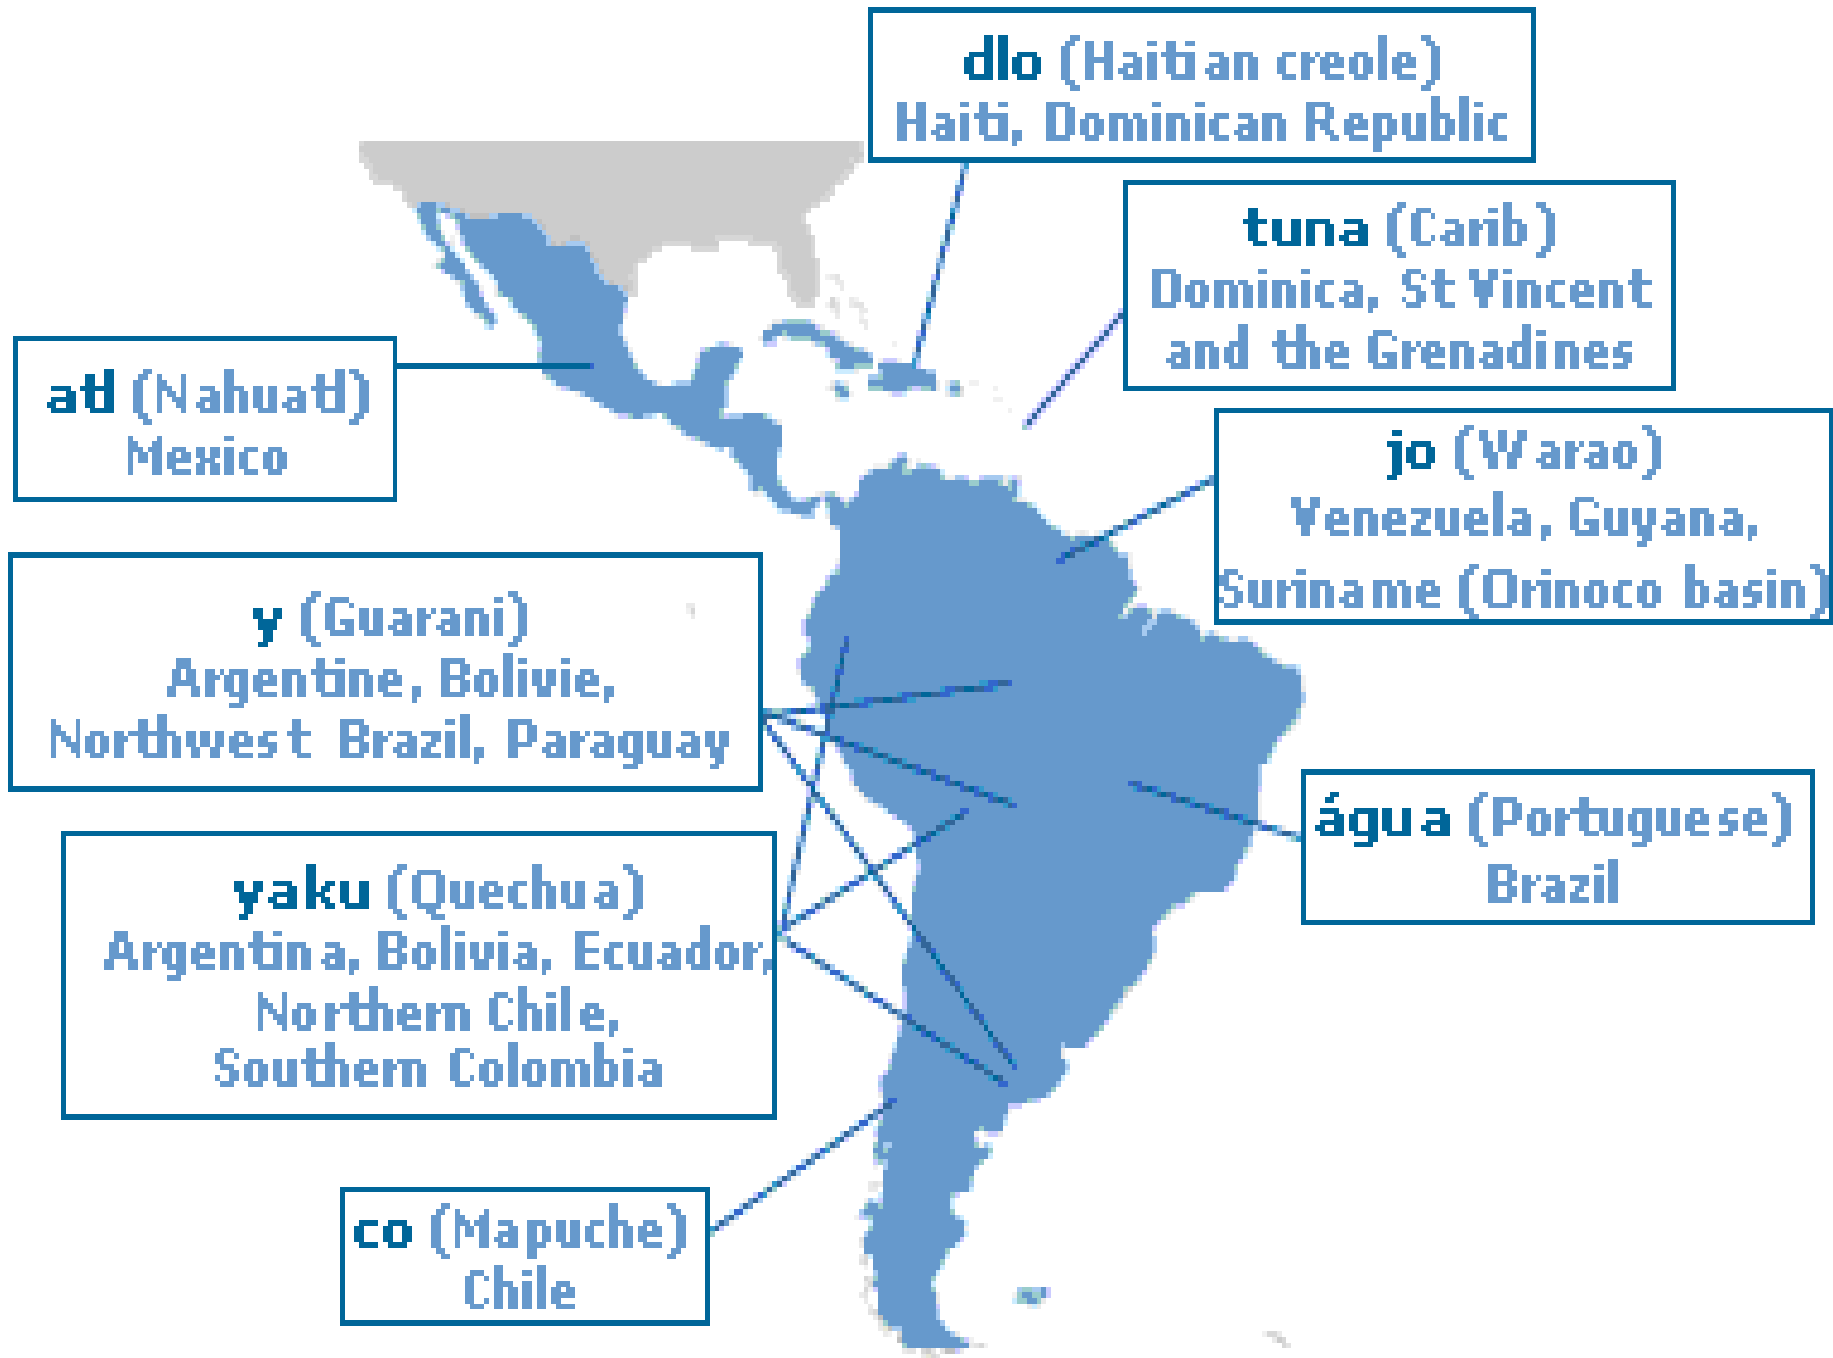 dlo (Haitian creole)
Haiti, Dominican Republic
tuna (Carib)
Dominica, St Vincent
and the Grenadines
atl (Nahuatl)
Mexico
jo (Warao)
Venezuela, Guyana,
Suriname (Orinoco basin)
y (Guarani)
Argentine, Bolivie,
Northwest Brazil, Paraguay
água (Portuguese)
Brazil
yaku (Quechua)
Argentina, Bolivia, Ecuador,
Northern Chile,
Southern Colombia
co (Mapuche)
Chile